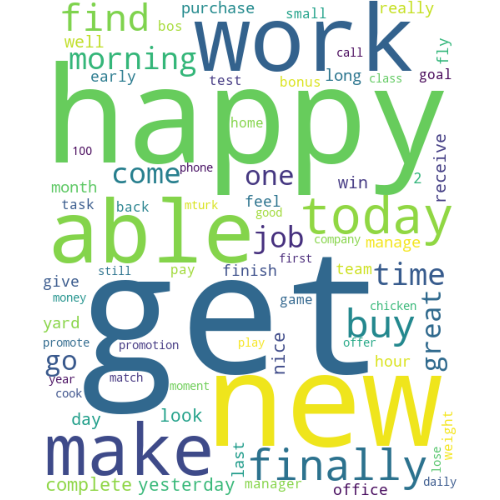 find
purchase
small
really
bos
work
well
morning
call
fly
early
test
bonus
long
class
goal
happy
100
home
phone
come
one
win
2
receive
month
task
back
mturk
feel
good
able
today
job
company
manage
first
still
pay
finish
team
time
give
money
get
game
chicken
yard
buy
great
promote
promotion
play
offer
nice
go
hour
year
match
moment
cook
new
day
look
make
finally
last
lose
weight
complete
yesterday
manager
office
daily